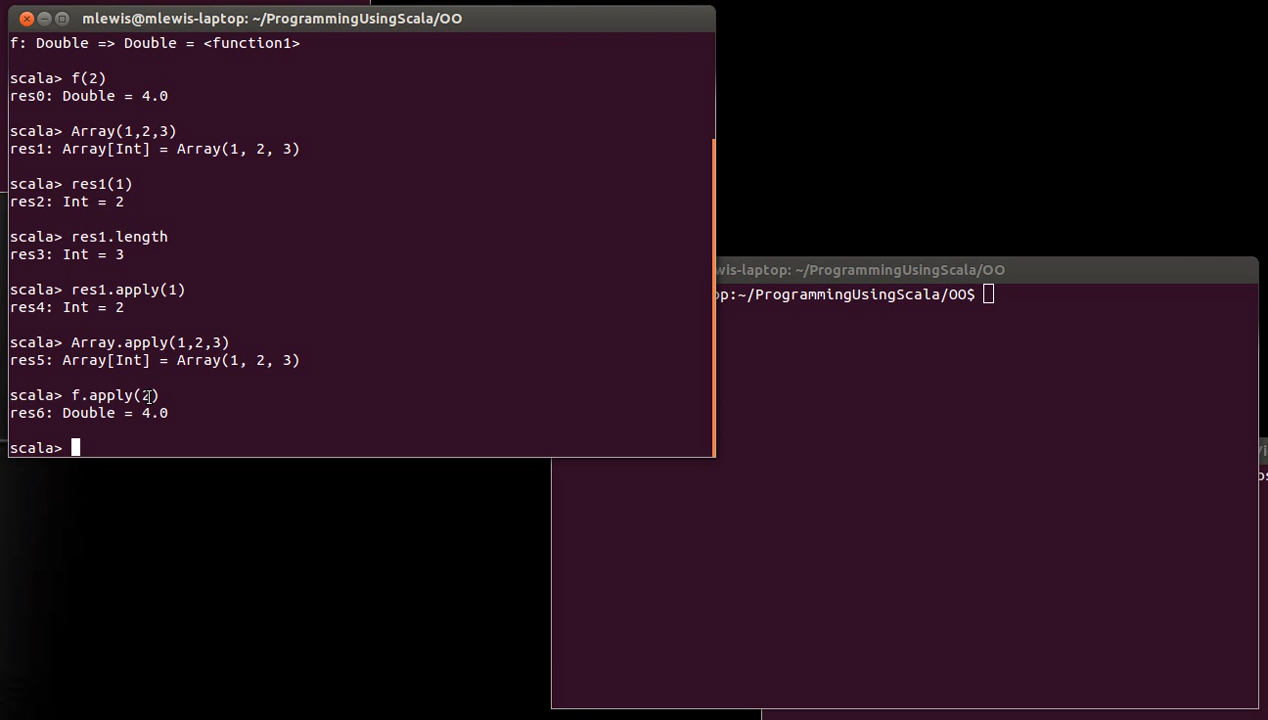 mlewis@mlewis-laptop: ~/ProgrammingUsingScala/OO
f: Double => Double = <function1>
scala> f(2)
res0: Double = 4.0
scala> Array(1,2,3)
res1: Array[Int] = Array(1, 2, 3)
scala> res1(1)
res2: Int = 2
scala> res1.length
res3: Int = 3
scala> res1.apply(1)
res4: Int = 2
scala> Array.apply(1,2,3)
res5: Array[Int] = Array(1, 2, 3)
scala> f.apply(2)
res6: Double = 4.0
scala>
wis-laptop: ~/ProgrammingUsingScala/OO
op:~/ProgrammingUsingScala/OO$